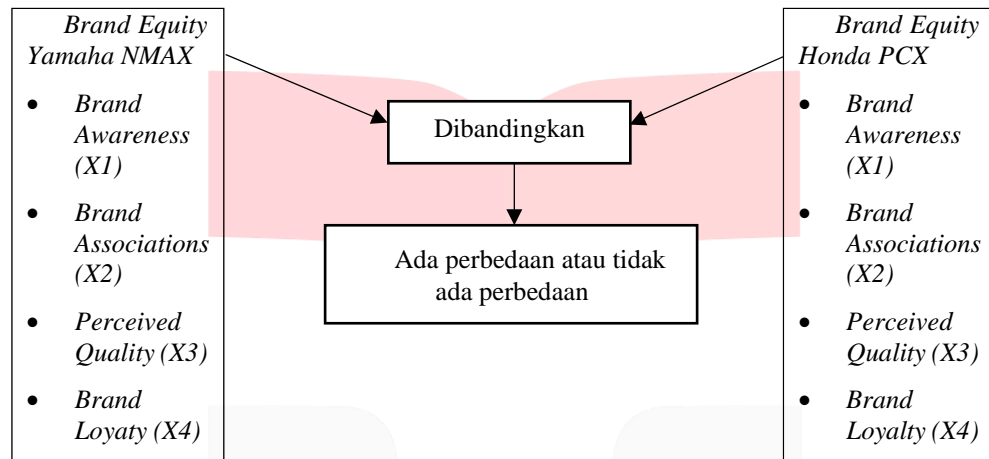 Brand Equity
Yamaha NMAX
• Brand
Awareness
(X1)
• Brand
Associations
(X2)
• Perceived
Quality (X3)
• Brand
Loyaty (X4)
Dibandingkan
Ada perbedaan atau tidak
ada perbedaan
Brand Equity
Honda PCX
• Brand
Awareness
(X1)
• Brand
Associations
(X2)
• Perceived
Quality (X3)
• Brand
Loyalty (X4)